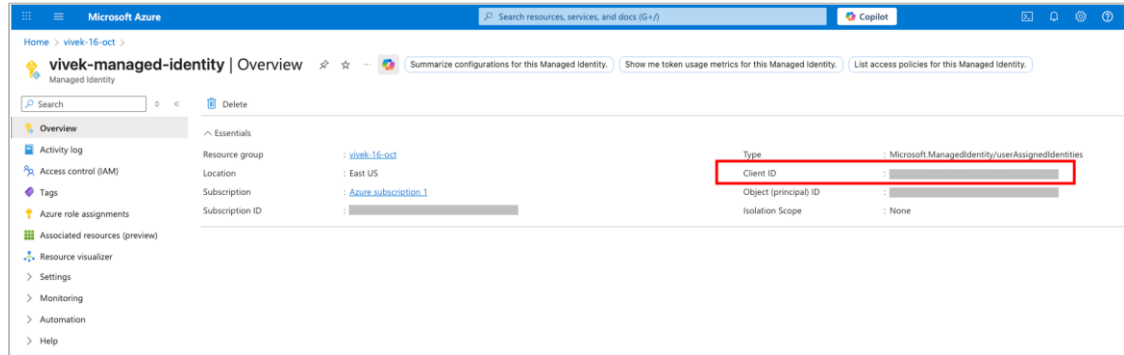 Microsoft Azure
Search resources, services, and docs (G+/)
Copilot
Home > vivek-16-oct >
vivek-managed-identity | Overview
Summarize configurations for this Managed Identity.
Show me token usage metrics for this Managed Identity.
List access policies for this Managed Identity.
Managed Identity
Search
Delete
Overview
Activity log
Access control (IAM)
Tags
Azure role assignments
Associated resources (preview)
Resource visualizer
Settings
Monitoring
Automation
Help
Essentials
Resource group : vivek-16-oct
Location : East US
Subscription : Azure subscription 1
Subscription ID :
Type : Microsoft.ManagedIdentity/userAssignedIdentities
Client ID :
Object (principal) ID :
Isolation Scope : None